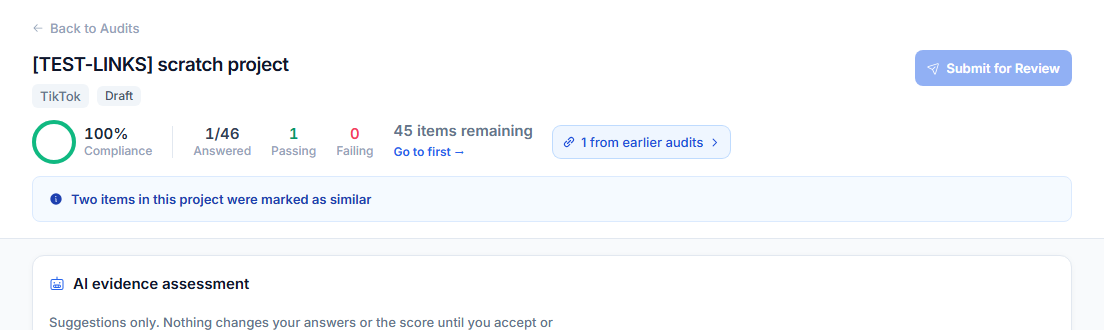 ← Back to Audits
[TEST-LINKS] scratch project
Submit for Review
TikTok Draft
100%
Compliance
1/46
Answered
1
Passing
0
Failing
45 items remaining
Go to first →
1 from earlier audits
Two items in this project were marked as similar
AI evidence assessment
Suggestions only. Nothing changes your answers or the score until you accept or